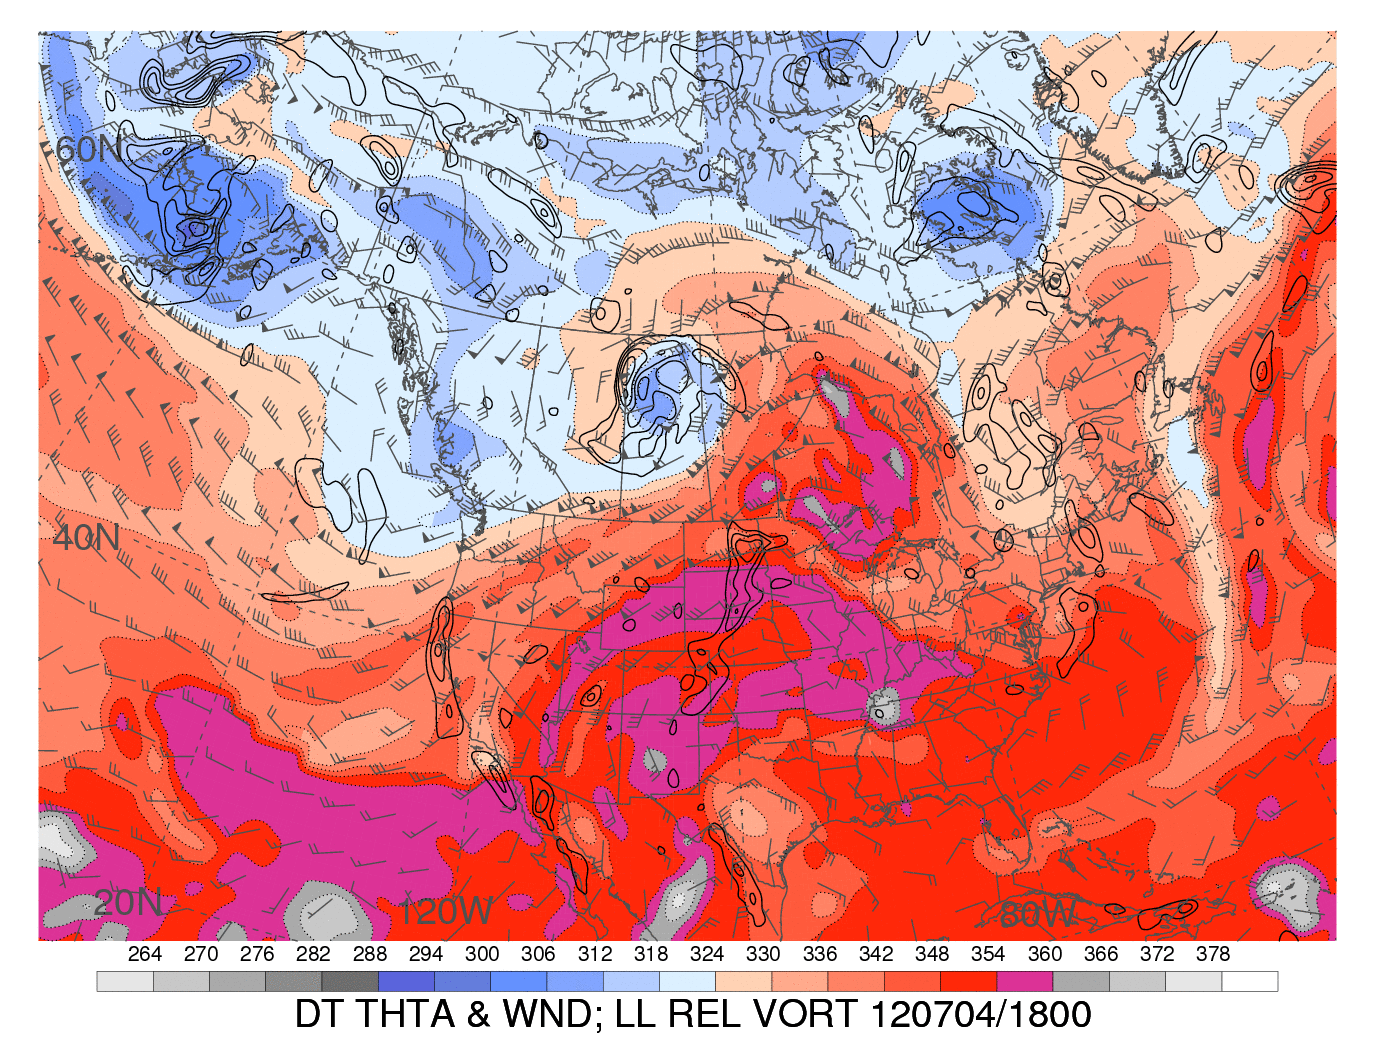 60N
40N
20N 120W 80W
264 270 276 282 288 294 300 306 312 318 324 330 336 342 348 354 360 366 372 378
DT THTA & WND; LL REL VORT 120704/1800